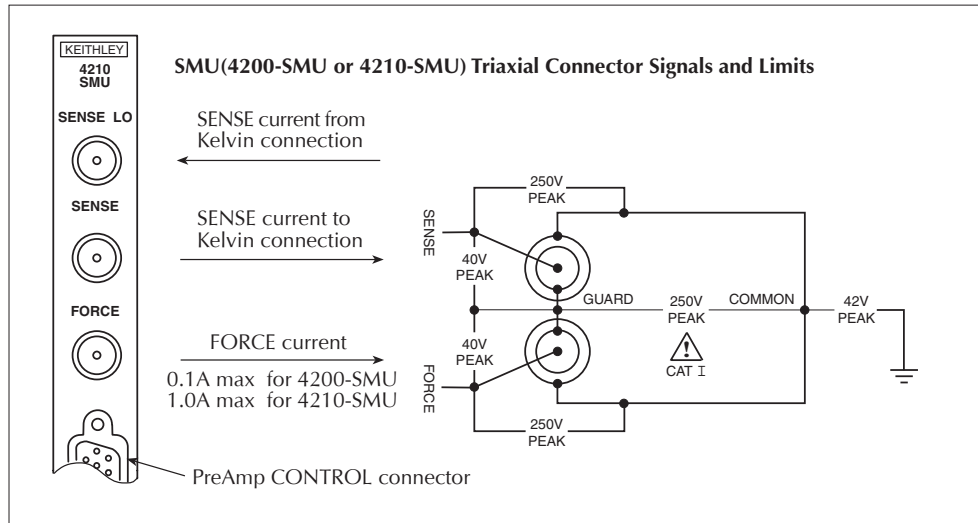 KEITHLEY
4210
SMU
SENSE LO
SENSE
FORCE
SMU(4200-SMU or 4210-SMU) Triaxial Connector Signals and Limits
SENSE current from
Kelvin connection
SENSE current to
Kelvin connection
FORCE current
0.1A max for 4200-SMU
1.0A max for 4210-SMU
PreAmp CONTROL connector
250V
PEAK
SENSE
40V
PEAK
GUARD
250V
PEAK
COMMON
42V
PEAK
40V
PEAK
!
CAT I
FORCE
250V
PEAK